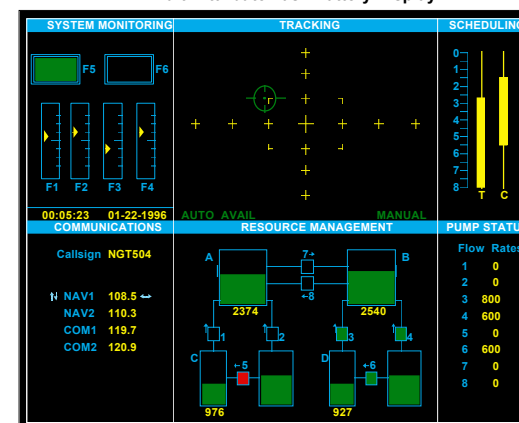 SYSTEM MONITORING
F5
F6
F1 F2 F3 F4
00:05:23 01-22-1996
TRACKING
AUTO AVAIL MANUAL
SCHEDULING
0
1
2
3
4
5
6
7
8
T C
COMMUNICATIONS
Callsign NGT504
NAV1 108.5
NAV2 110.3
COM1 119.7
COM2 120.9
RESOURCE MANAGEMENT
A 7→ B
←8
2374 2540
1 2 3 4
C ←5 D ←6
976 927
PUMP STATU
Flow Rates
1 0
2 0
3 800
4 600
5 0
6 600
7 0
8 0